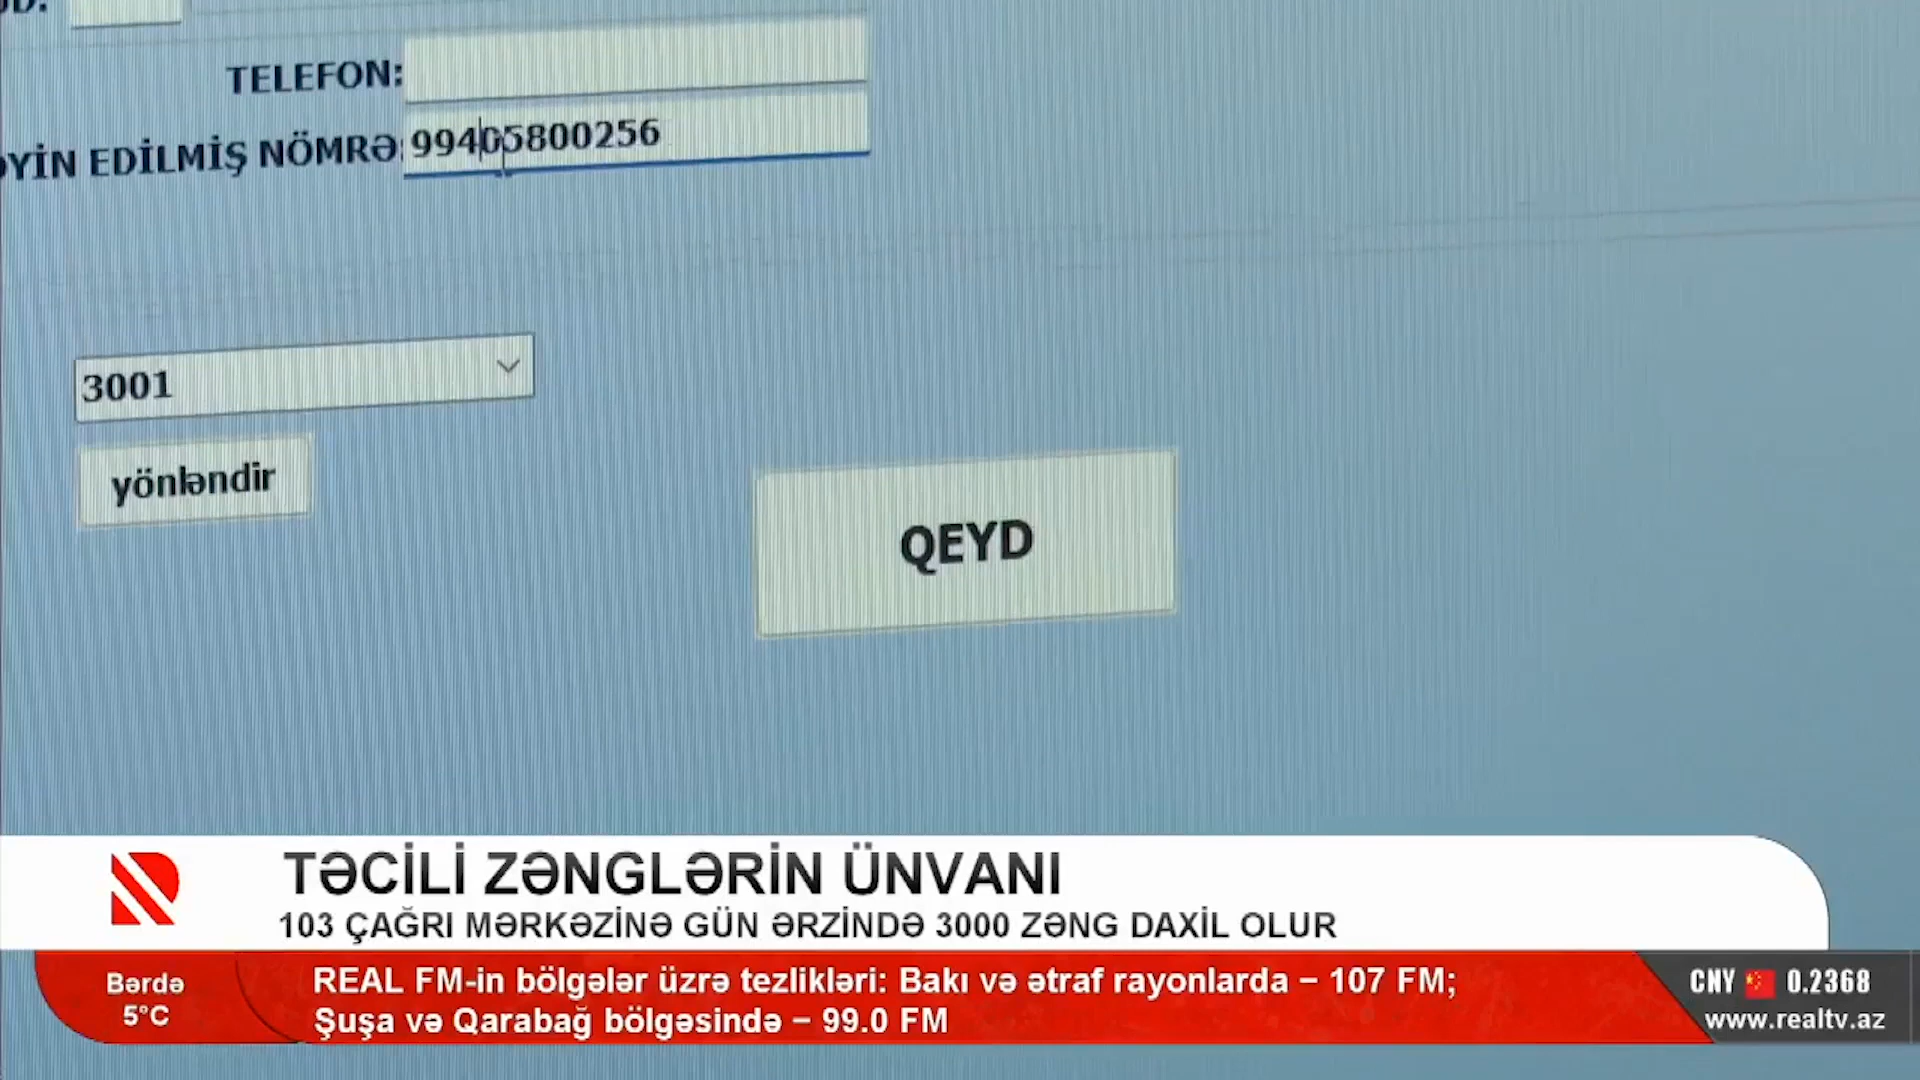 TELEFON:
EDİLMİŞ NÖMRƏ: 99405800256
3001
yönləndir
QEYD
TƏCİLİ ZƏNGLƏRİN ÜNVANI
103 ÇAĞRI MƏRKƏZİNƏ GÜN ƏRZİNDƏ 3000 ZƏNG DAXİL OLUR
Bərdə
5°C
REAL FM-in bölgələr üzrə tezlikləri: Bakı və ətraf rayonlarda – 107 FM;
Şuşa və Qarabağ bölgəsində – 99.0 FM
CNY 0.2368
www.realtv.az